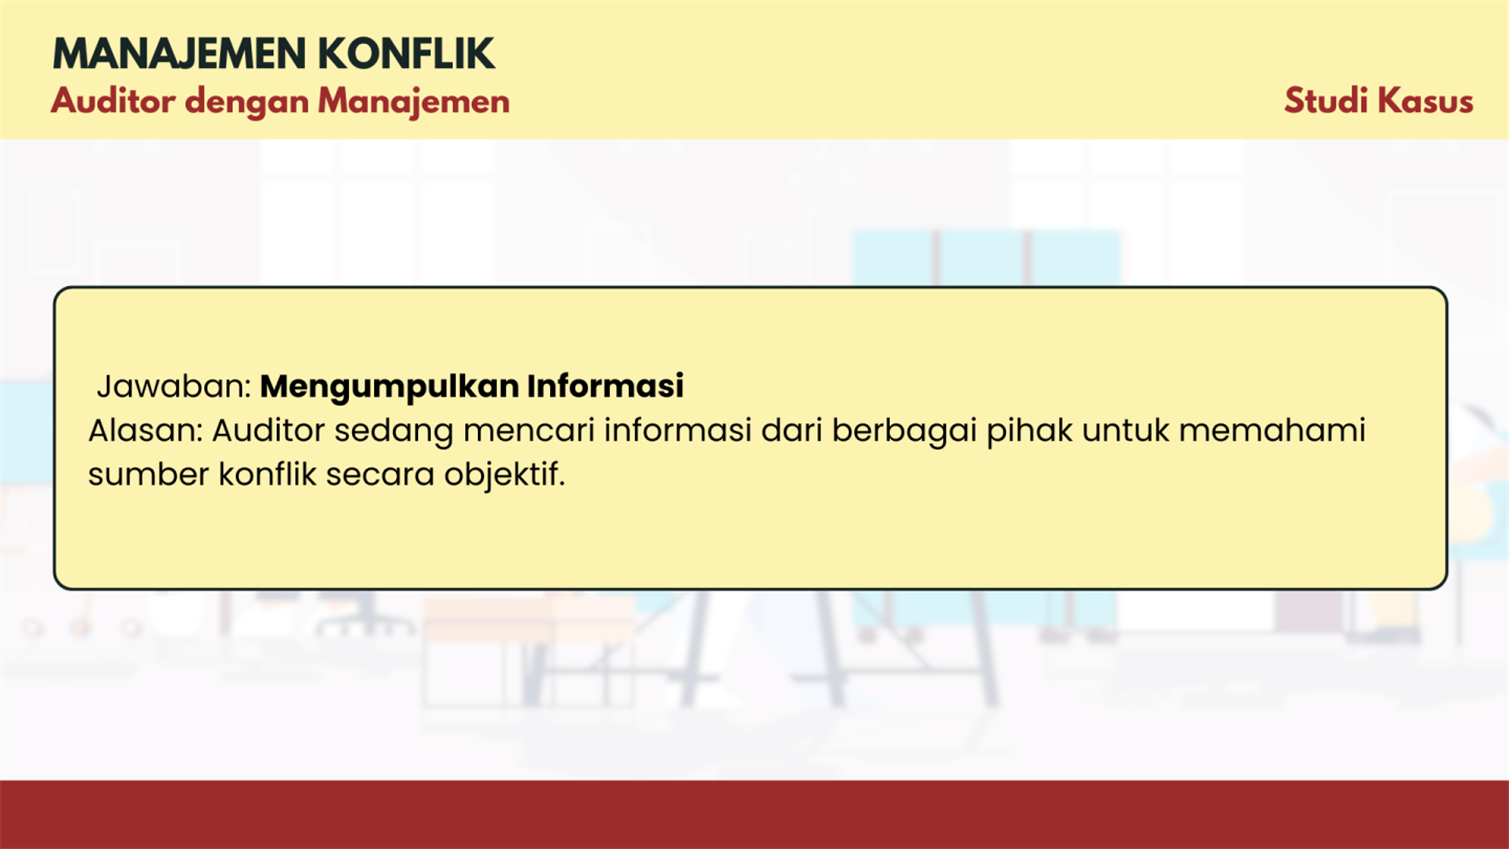 MANAJEMEN KONFLIK
Auditor dengan Manajemen
Studi Kasus
Jawaban: Mengumpulkan Informasi
Alasan: Auditor sedang mencari informasi dari berbagai pihak untuk memahami
sumber konflik secara objektif.